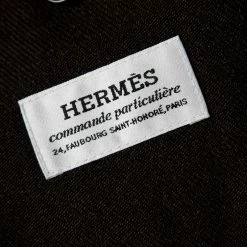 HERMÈS
commande particulière
24, FAUBOURG SAINT-HONORÉ, PARIS